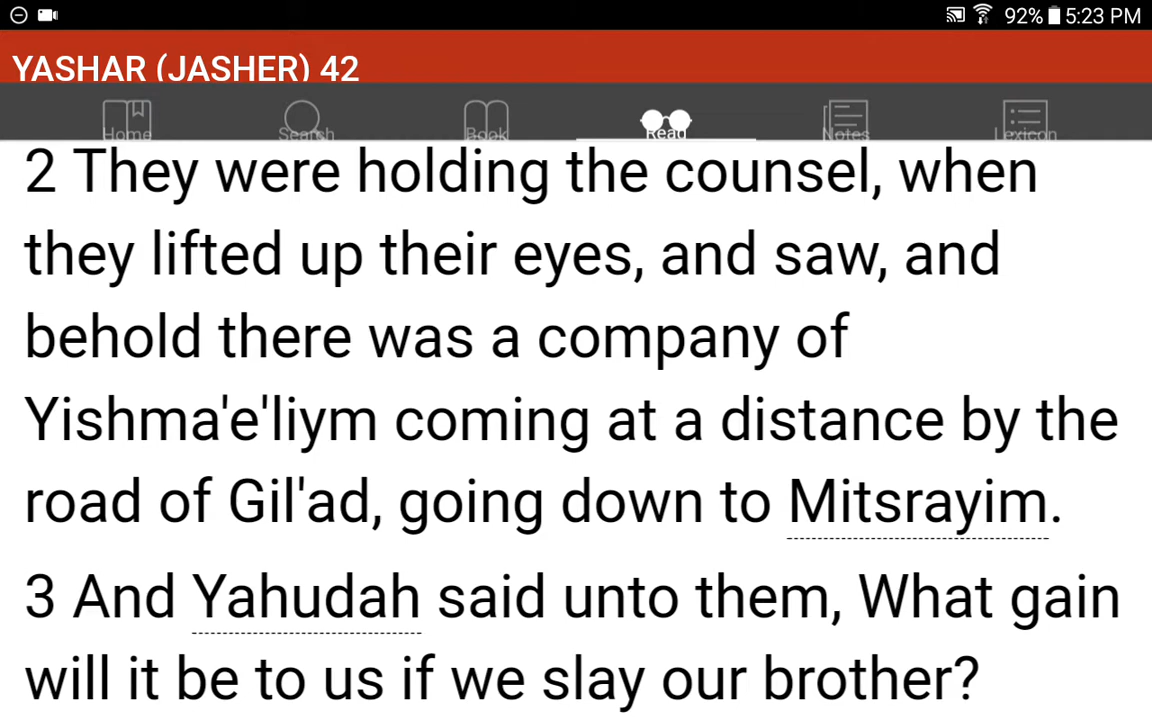 92% 5:23 PM
YASHAR (JASHER) 42
Home Search Book Read Notes Lexicon
2 They were holding the counsel, when
they lifted up their eyes, and saw, and
behold there was a company of
Yishma'e'liym coming at a distance by the
road of Gil'ad, going down to Mitsrayim.
3 And Yahudah said unto them, What gain
will it be to us if we slay our brother?